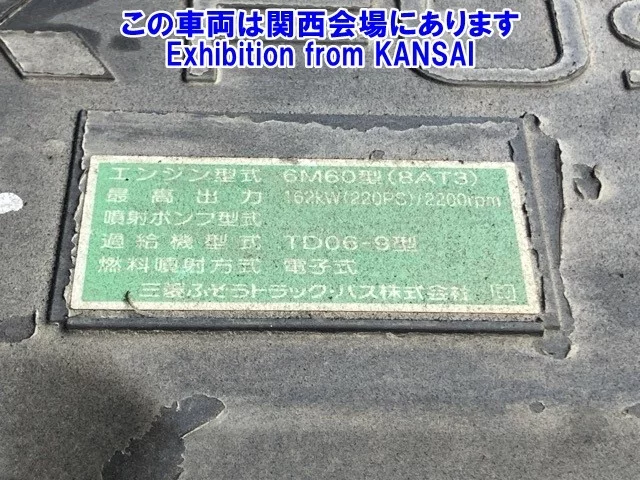 この車両は関西会場にあります
Exhibition from KANSAI
エンジン型式 6M60型(8AT3)
最高出力 162kW(220PS)/2200rpm
噴射ポンプ型式
過給機型式 TD06-9型
燃料噴射方式 電子式
三菱ふそうトラック・バス株式会社